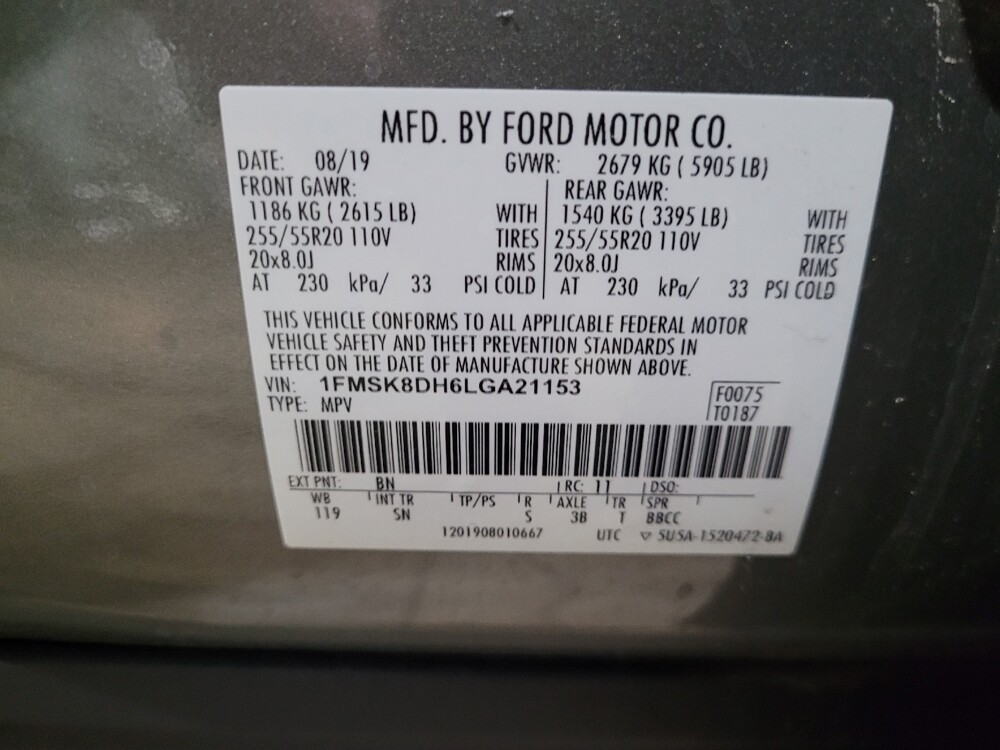 MFD. BY FORD MOTOR CO.
DATE: 08/19 GVWR: 2679 KG ( 5905 LB)
FRONT GAWR: REAR GAWR:
1186 KG ( 2615 LB) WITH 1540 KG ( 3395 LB) WITH
255/55R20 110V TIRES 255/55R20 110V TIRES
20x8.0J RIMS 20x8.0J RIMS
AT 230 kPa/ 33 PSI COLD AT 230 kPa/ 33 PSI COLD
THIS VEHICLE CONFORMS TO ALL APPLICABLE FEDERAL MOTOR
VEHICLE SAFETY AND THEFT PREVENTION STANDARDS IN
EFFECT ON THE DATE OF MANUFACTURE SHOWN ABOVE.
VIN: 1FMSK8DH6LGA21153 F0075
TYPE: MPV T0187
EXT PNT: BN RC: 11 DSO:
WB INT TR TP/PS R AXLE TR SPR
119 SN S 3B T BBCC
1201908010667 UTC ▽ 5U5A-1520472-BA